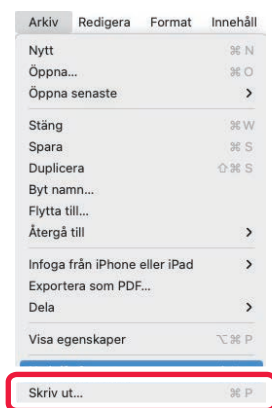 Arkiv Redigera Format Innehåll
Nytt ⌘ N
Öppna... ⌘ O
Öppna senaste >
Stäng ⌘ W
Spara ⌘ S
Duplicera ⇧ ⌘ S
Byt namn...
Flytta till...
Återgå till >
Infoga från iPhone eller iPad >
Exportera som PDF...
Dela >
Visa egenskaper ⌥ ⌘ P
Skriv ut... ⌘ P